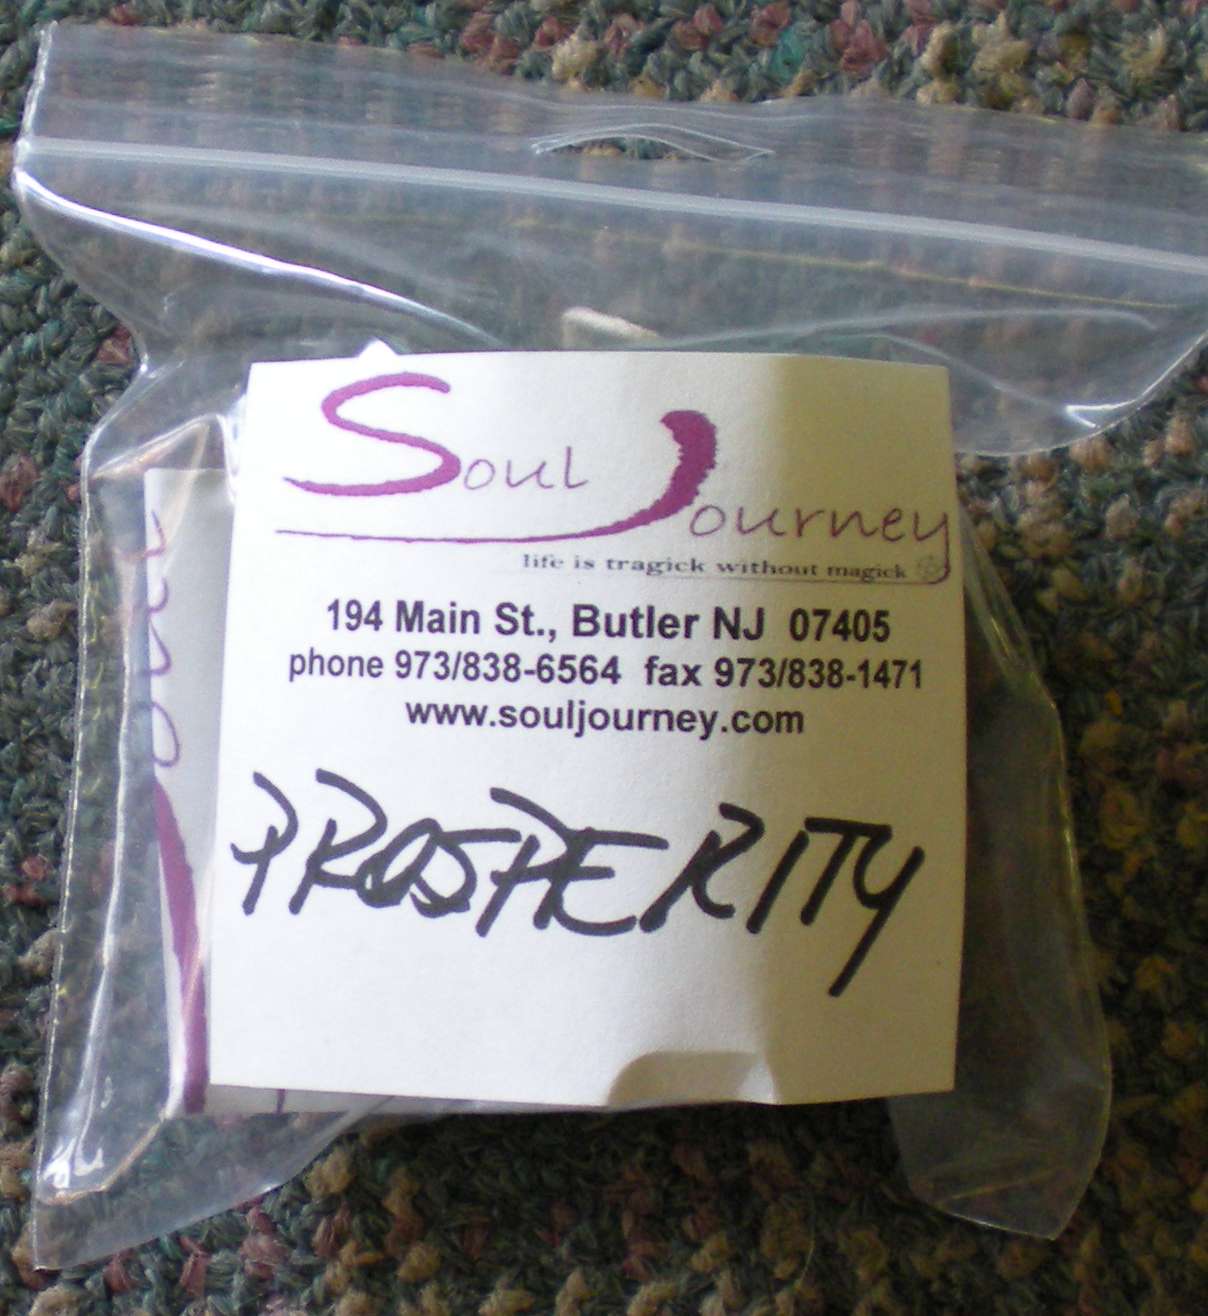 Soul Journey
life is tragick without magick
194 Main St., Butler NJ 07405
phone 973/838-6564 fax 973/838-1471
www.souljourney.com
PROSPERITY